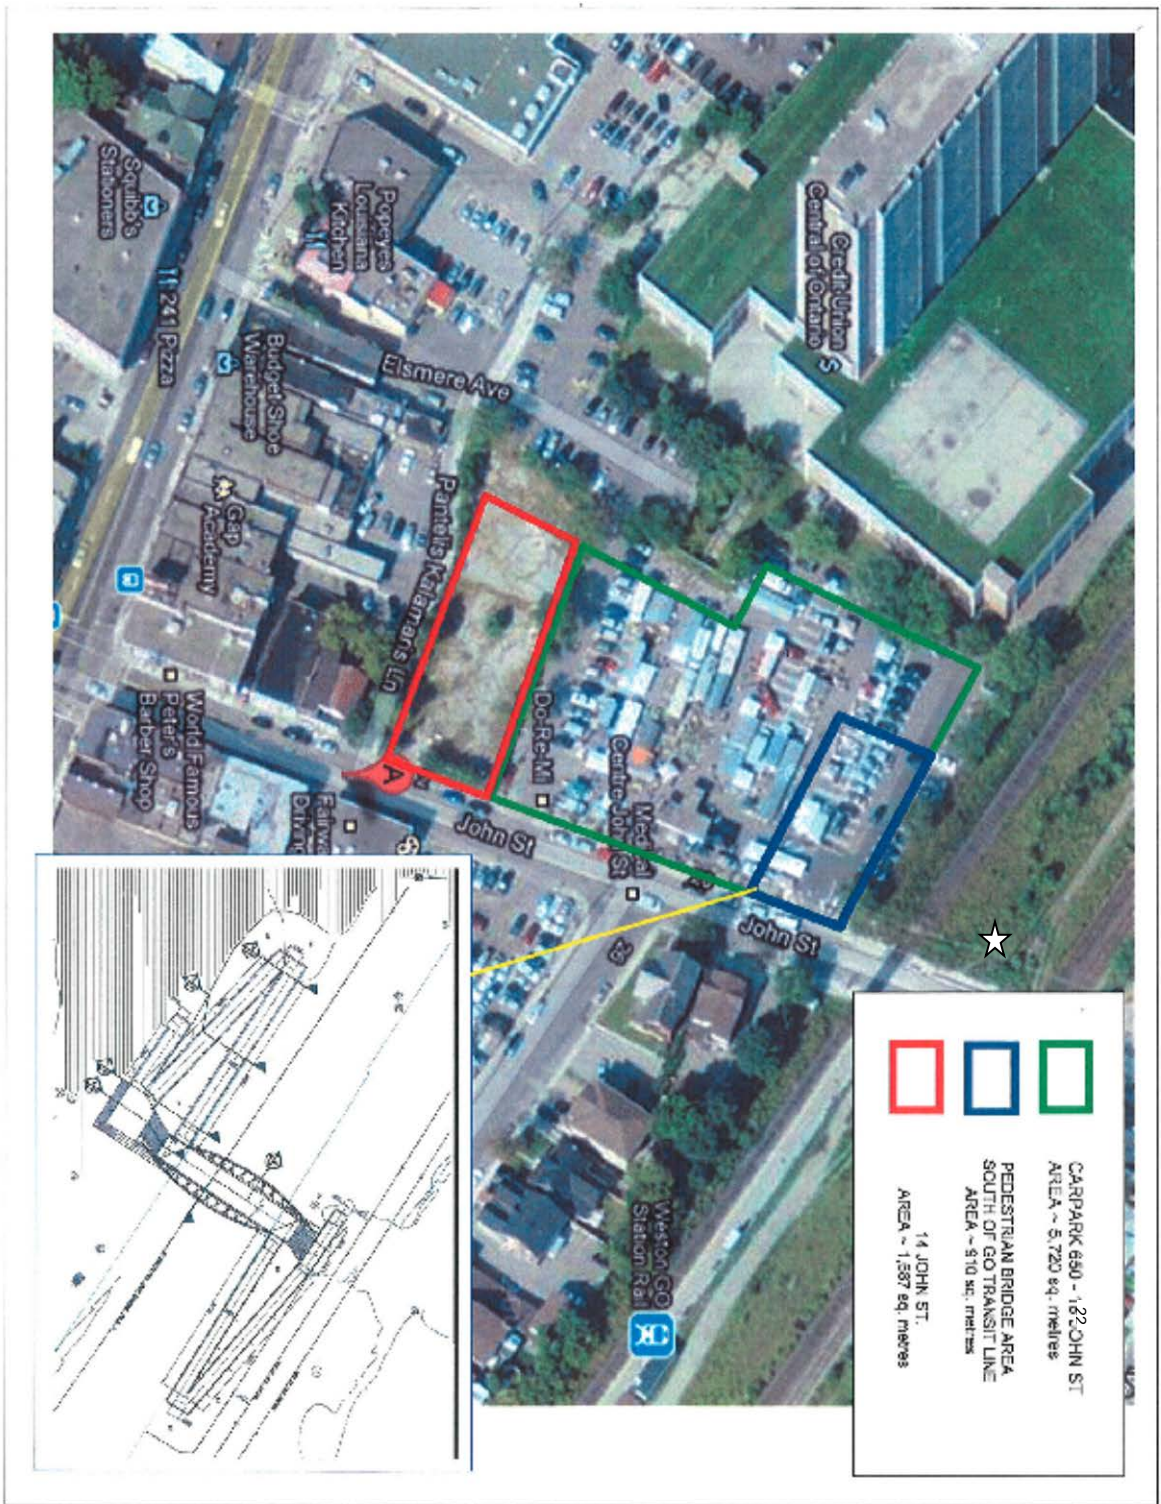 CARPARK 650 - 122 JOHN ST
AREA ~ 5,720 sq. metres
PEDESTRIAN BRIDGE AREA
SOUTH OF GO TRANSIT LINE
AREA ~ 910 sq. metres
14 JOHN ST.
AREA ~ 1,587 sq. metres
Credit Union
Central of Ontario
$
Popeyes
Louisiana
Kitchen
Squibb's
Stationers
241 Pizza
Elsmere Ave
Budget Shoe
Warehouse
Gap
Academy
Pantelis Kalamaris Ln
Do-Re-Mi
Medical
Centre-John St
John St
John St
A
World Famous
Peter's
Barber Shop
Weston GO
Station Rail